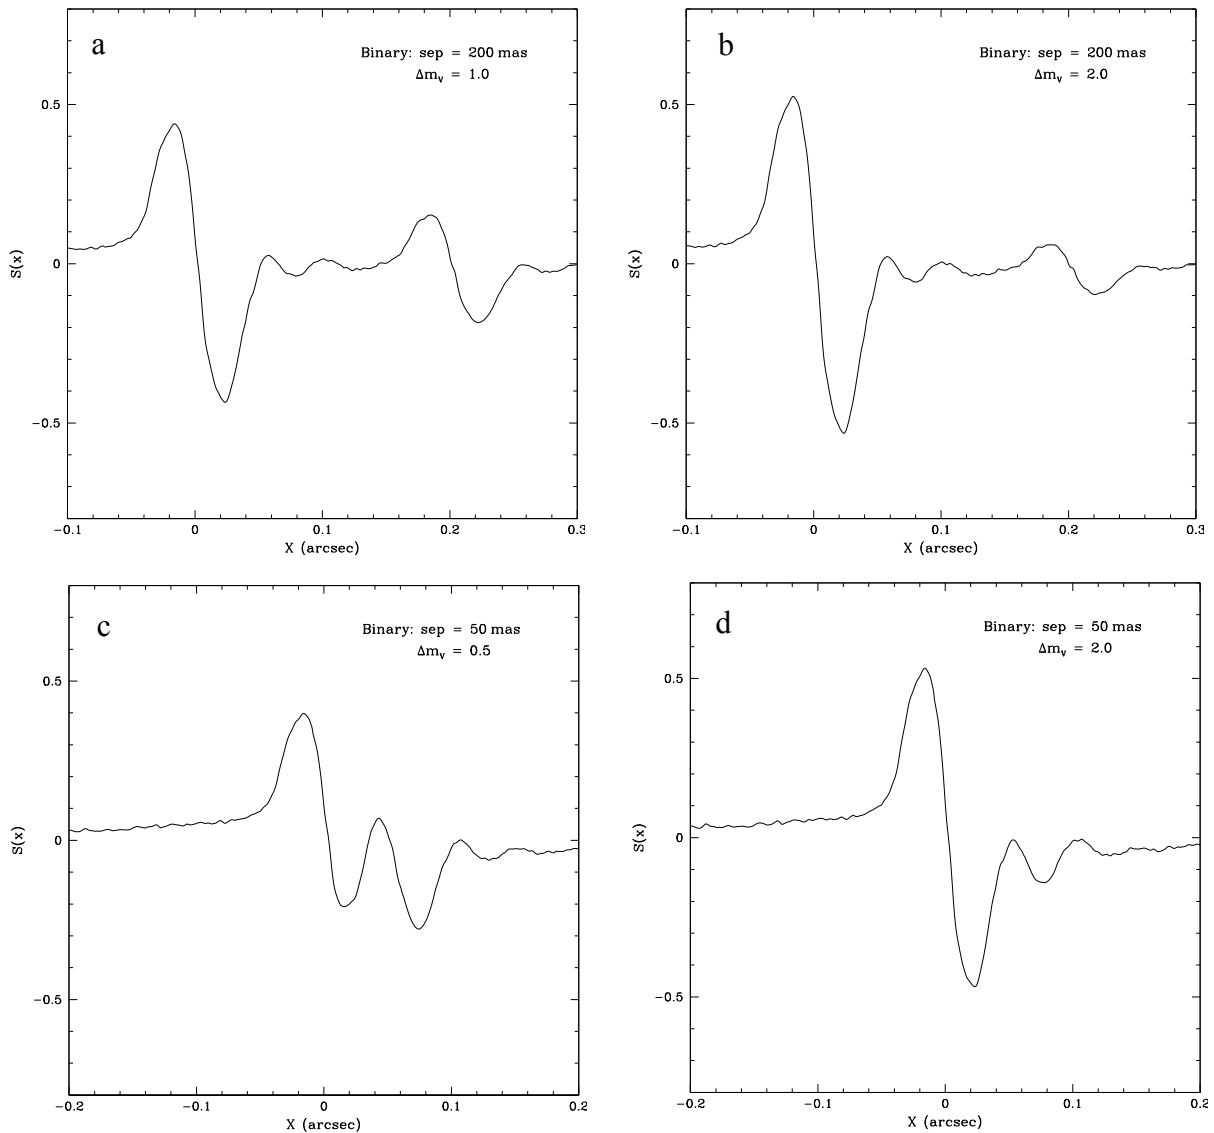 a
Binary: sep = 200 mas
Δmᵥ = 1.0
0.5
0
−0.5
S(x)
−0.1 0 0.1 0.2 0.3
X (arcsec)
b
Binary: sep = 200 mas
Δmᵥ = 2.0
0.5
0
−0.5
S(x)
−0.1 0 0.1 0.2 0.3
X (arcsec)
c
Binary: sep = 50 mas
Δmᵥ = 0.5
0.5
0
−0.5
S(x)
−0.2 −0.1 0 0.1 0.2
X (arcsec)
d
Binary: sep = 50 mas
Δmᵥ = 2.0
0.5
0
−0.5
S(x)
−0.2 −0.1 0 0.1 0.2
X (arcsec)